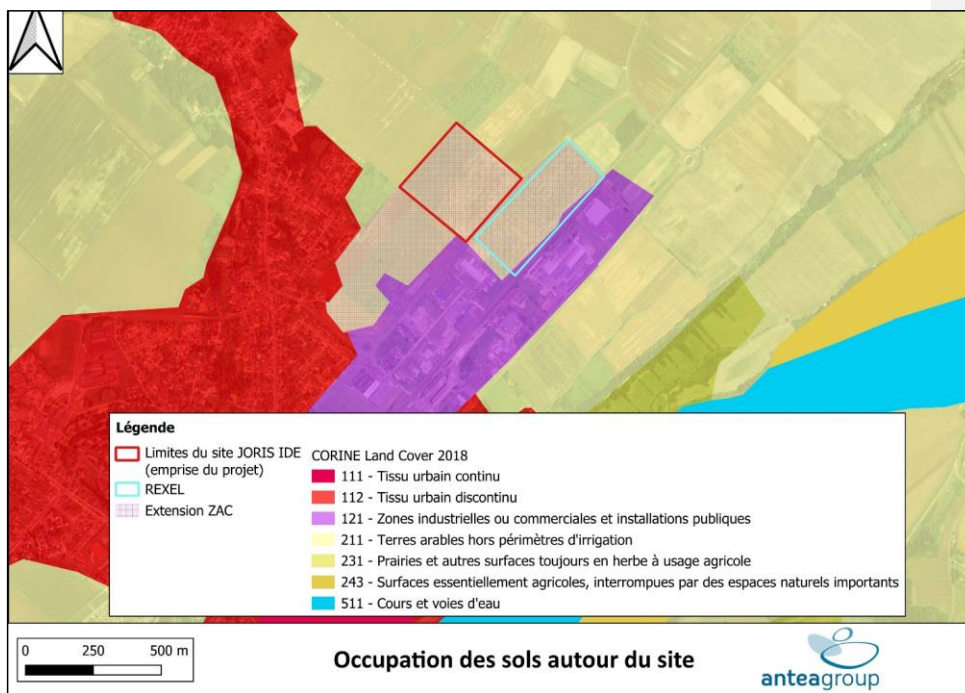 Légende
Limites du site JORIS IDE
(emprise du projet)
REXEL
Extension ZAC
CORINE Land Cover 2018
111 - Tissu urbain continu
112 - Tissu urbain discontinu
121 - Zones industrielles ou commerciales et installations publiques
211 - Terres arables hors périmètres d'irrigation
231 - Prairies et autres surfaces toujours en herbe à usage agricole
243 - Surfaces essentiellement agricoles, interrompues par des espaces naturels importants
511 - Cours et voies d'eau
0 250 500 m
Occupation des sols autour du site
anteagroup